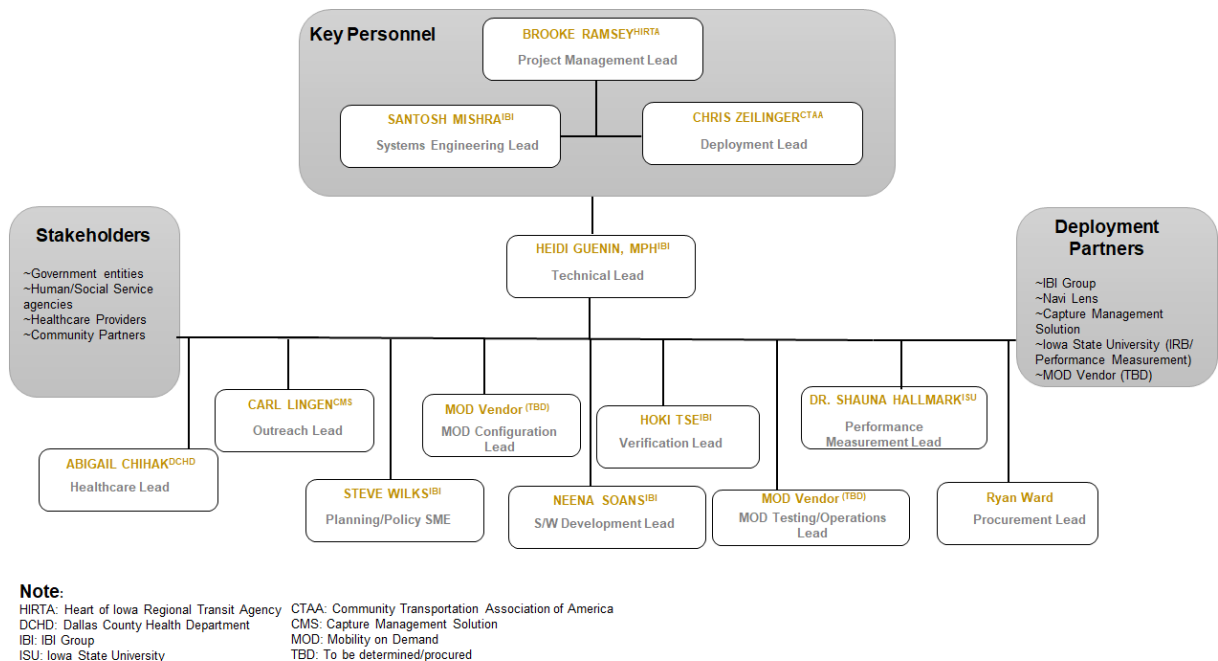 Key Personnel
BROOKE RAMSEYHIRTA
Project Management Lead
SANTOSH MISHRAIBI
Systems Engineering Lead
CHRIS ZEILINGERCTAA
Deployment Lead
Stakeholders
~Government entities
~Human/Social Service
agencies
~Healthcare Providers
~Community Partners
HEIDI GUENIN, MPHIBI
Technical Lead
Deployment
Partners
~IBI Group
~Navi Lens
~Capture Management
Solution
~Iowa State University (IRB/
Performance Measurement)
~MOD Vendor (TBD)
CARL LINGENCMS
Outreach Lead
MOD Vendor (TBD)
MOD Configuration
Lead
HOKI TSEIBI
Verification Lead
DR. SHAUNA HALLMARKISU
Performance
Measurement Lead
ABIGAIL CHIHAKDCHD
Healthcare Lead
STEVE WILKSIBI
Planning/Policy SME
NEENA SOANSIBI
S/W Development Lead
MOD Vendor (TBD)
MOD Testing/Operations
Lead
Ryan Ward
Procurement Lead
Note:
HIRTA: Heart of Iowa Regional Transit Agency
DCHD: Dallas County Health Department
IBI: IBI Group
ISU: Iowa State University
CTAA: Community Transportation Association of America
CMS: Capture Management Solution
MOD: Mobility on Demand
TBD: To be determined/procured